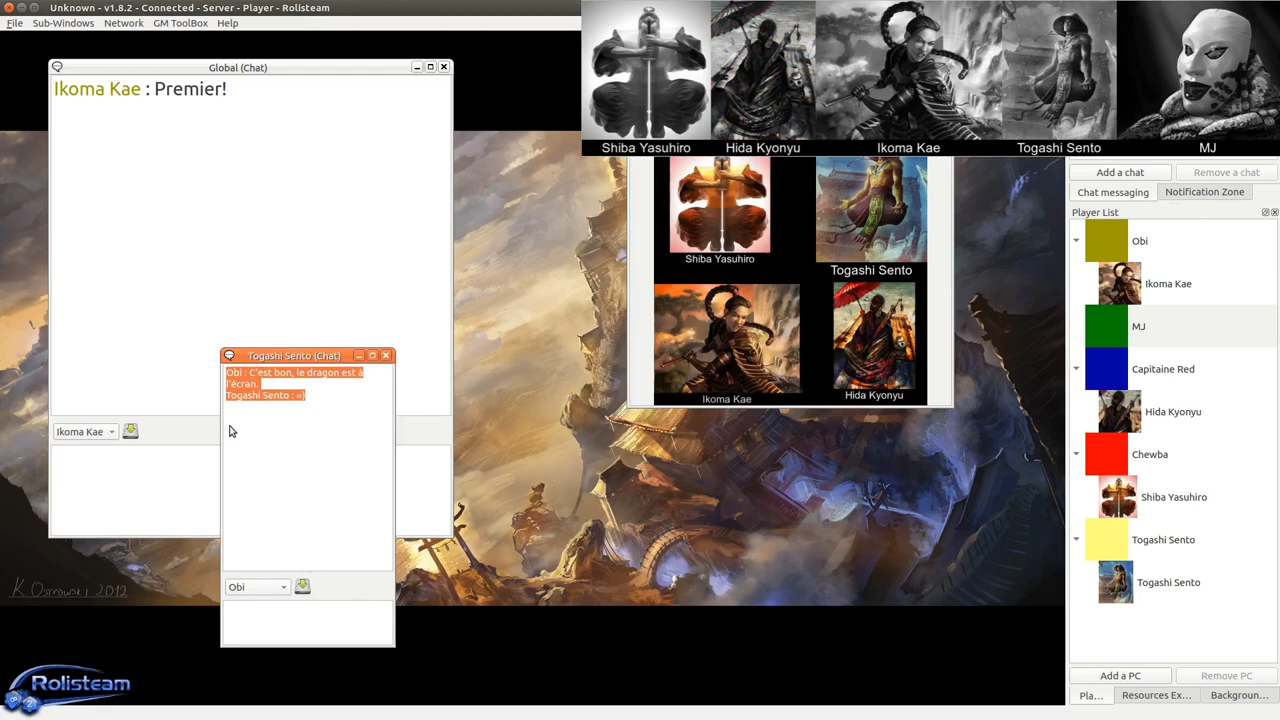 Unknown - v1.8.2 - Connected - Server - Player - Rolisteam
File Sub-Windows Network GM ToolBox Help
Global (Chat)
Ikoma Kae : Premier!
Ikoma Kae
Togashi Sento (Chat)
Obi : C'est bon, le dragon est à
l'écran.
Togashi Sento : =)
Obi
Shiba Yasuhiro Hida Kyonyu Ikoma Kae Togashi Sento MJ
Shiba Yasuhiro
Togashi Sento
Ikoma Kae
Hida Kyonyu
Add a chat Remove a chat
Chat messaging Notification Zone
Player List
Obi
Ikoma Kae
MJ
Capitaine Red
Hida Kyonyu
Chewba
Shiba Yasuhiro
Togashi Sento
Togashi Sento
Add a PC Remove PC
Pla... Resources Ex... Backgroun...
K Ostrowski 2012
Rolisteam